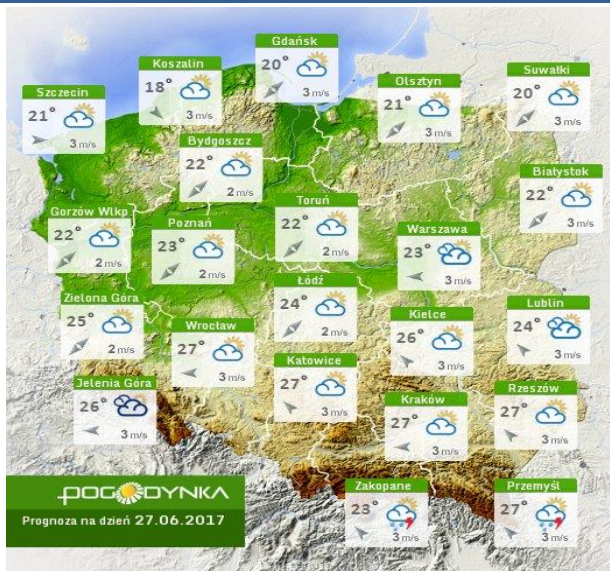 Gdańsk
20°
3 m/s
Koszalin
18°
3 m/s
Suwałki
20°
3 m/s
Olsztyn
21°
3 m/s
Szczecin
21°
3 m/s
Bydgoszcz
22°
2 m/s
Białystok
22°
3 m/s
Toruń
22°
2 m/s
Gorzów Wlkp
22°
2 m/s
Poznań
23°
2 m/s
Warszawa
23°
3 m/s
Łódź
24°
2 m/s
Zielona Góra
25°
2 m/s
Lublin
24°
3 m/s
Kielce
26°
3 m/s
Wrocław
27°
3 m/s
Katowice
27°
3 m/s
Jelenia Góra
26°
3 m/s
Rzeszów
27°
3 m/s
Kraków
27°
3 m/s
Zakopane
23°
3 m/s
Przemyśl
27°
3 m/s
POGODYNKA
Prognoza na dzień 27.06.2017